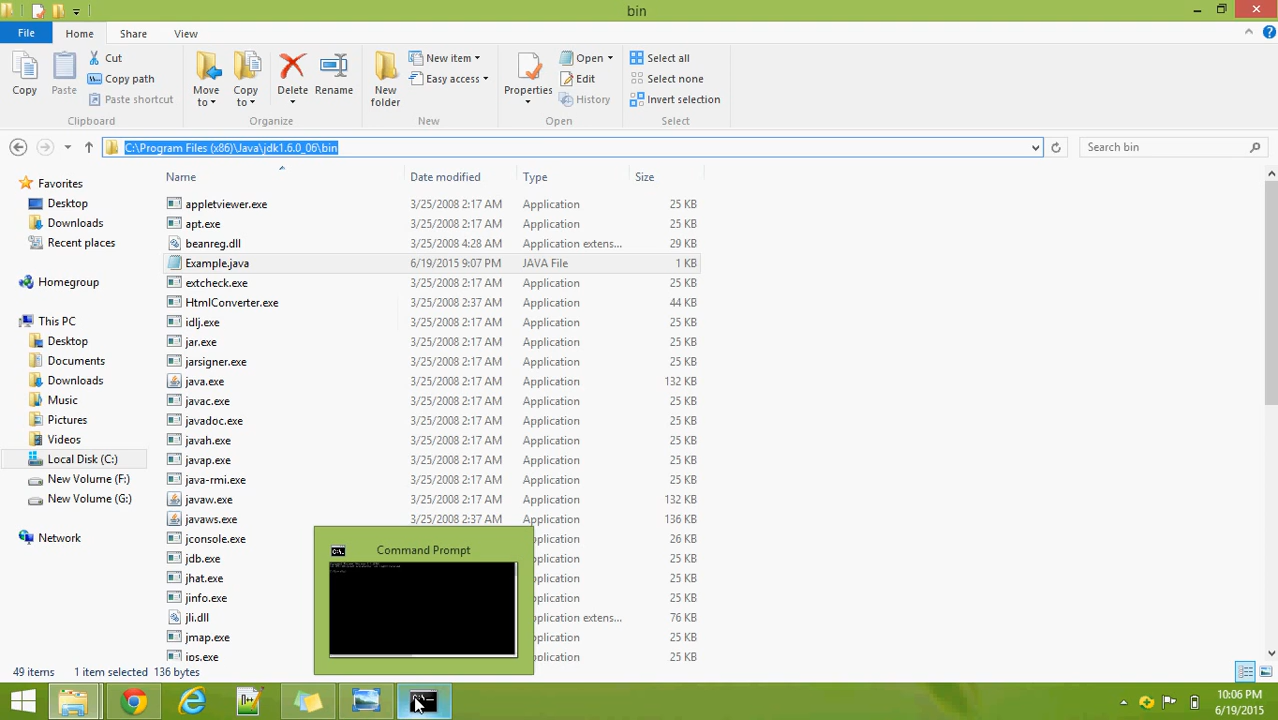 bin
File Home Share View
Copy
Paste
Cut
Copy path
Paste shortcut
Clipboard
Move to
Copy to
Delete
Rename
Organize
New folder
New item
Easy access
New
Properties
Open
Edit
History
Open
Select all
Select none
Invert selection
Select
C:\Program Files (x86)\Java\jdk1.6.0_06\bin
Search bin
Favorites
Desktop
Downloads
Recent places
Homegroup
This PC
Desktop
Documents
Downloads
Music
Pictures
Videos
Local Disk (C:)
New Volume (F:)
New Volume (G:)
Network
Name Date modified Type Size
appletviewer.exe 3/25/2008 2:17 AM Application 25 KB
apt.exe 3/25/2008 2:17 AM Application 25 KB
beanreg.dll 3/25/2008 4:28 AM Application extens... 29 KB
Example.java 6/19/2015 9:07 PM JAVA File 1 KB
extcheck.exe 3/25/2008 2:17 AM Application 25 KB
HtmlConverter.exe 3/25/2008 2:37 AM Application 44 KB
idlj.exe 3/25/2008 2:17 AM Application 25 KB
jar.exe 3/25/2008 2:17 AM Application 25 KB
jarsigner.exe 3/25/2008 2:17 AM Application 25 KB
java.exe 3/25/2008 2:17 AM Application 132 KB
javac.exe 3/25/2008 2:17 AM Application 25 KB
javadoc.exe 3/25/2008 2:17 AM Application 25 KB
javah.exe 3/25/2008 2:17 AM Application 25 KB
javap.exe 3/25/2008 2:17 AM Application 25 KB
java-rmi.exe 3/25/2008 2:17 AM Application 25 KB
javaw.exe 3/25/2008 2:17 AM Application 132 KB
javaws.exe 3/25/2008 2:37 AM Application 136 KB
jconsole.exe Application 26 KB
jdb.exe Application 25 KB
jhat.exe Application 25 KB
jinfo.exe Application 25 KB
jli.dll Application extens... 76 KB
jmap.exe Application 25 KB
jps.exe Application 25 KB
Command Prompt
49 items 1 item selected 136 bytes
10:06 PM
6/19/2015